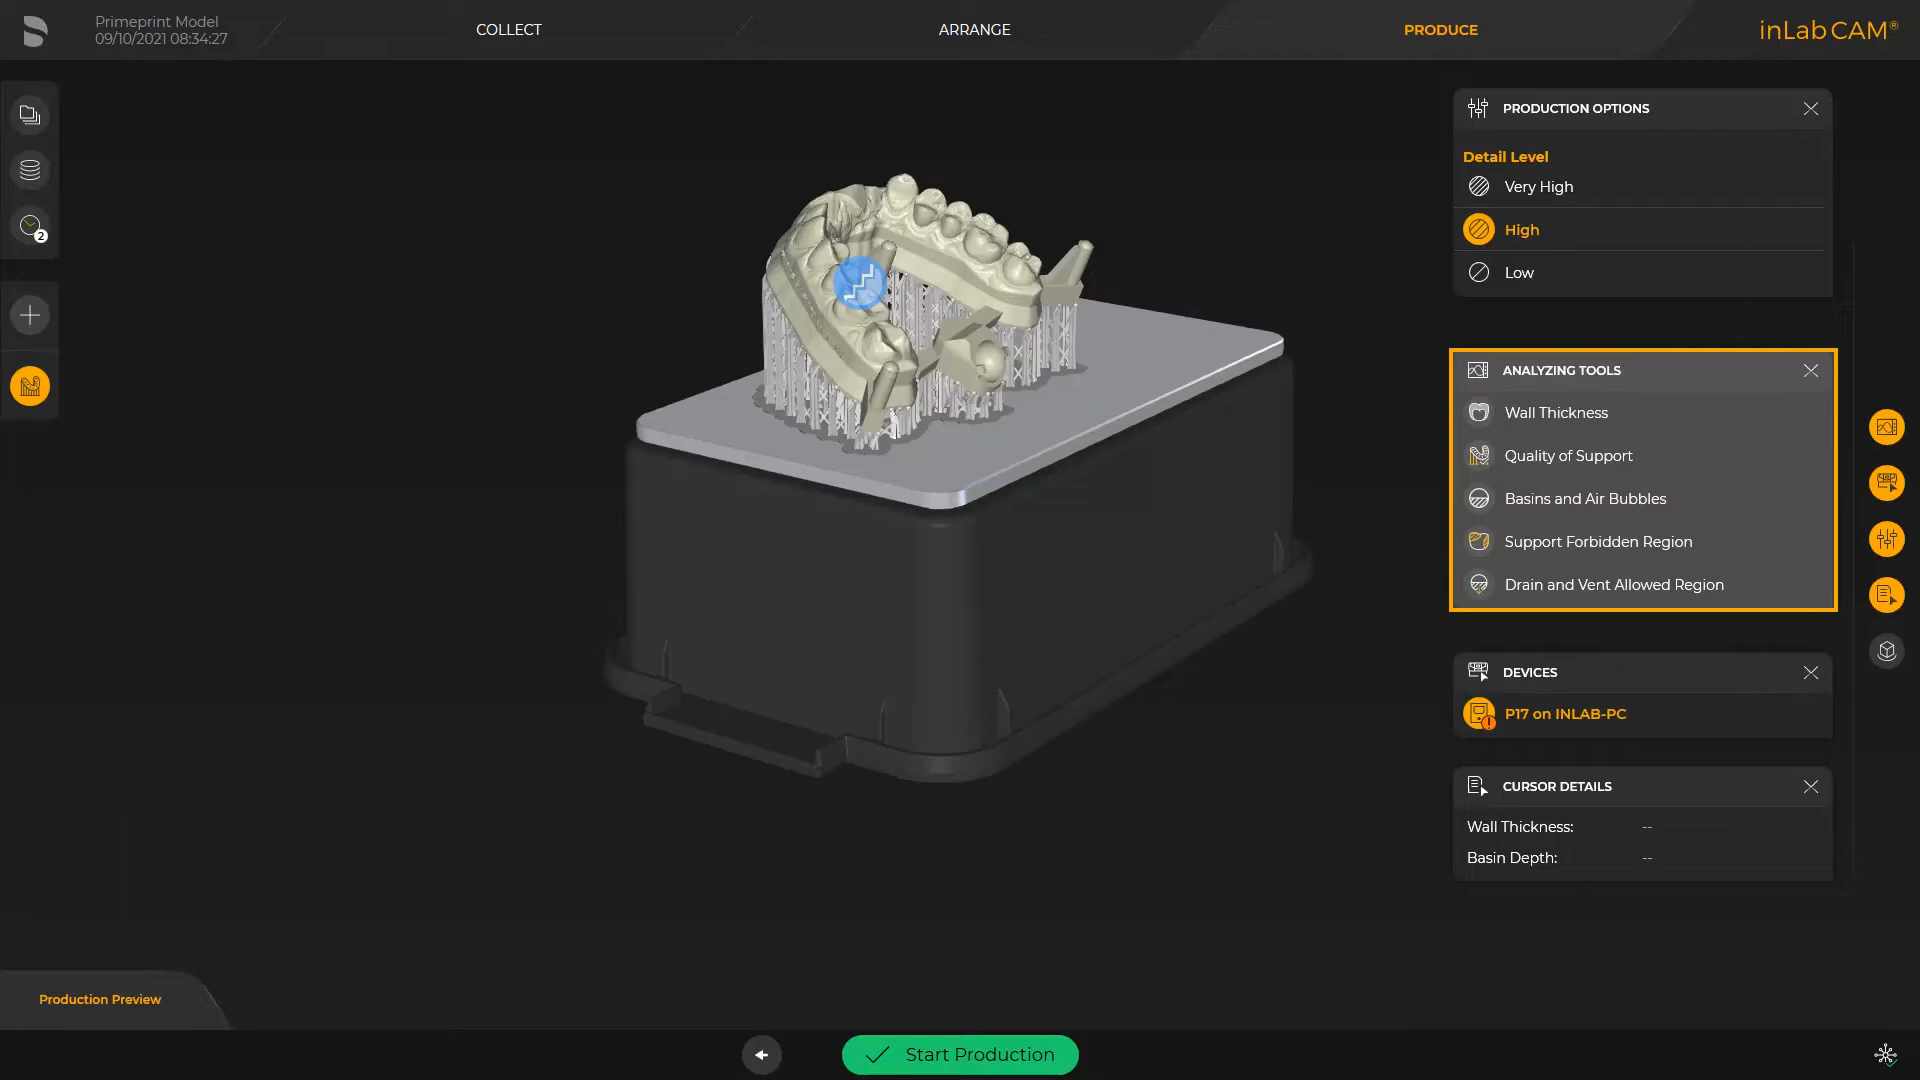 Primeprint Model
09/10/2021 08:34:27
COLLECT
ARRANGE
PRODUCE
inLab CAM®
2
PRODUCTION OPTIONS
Detail Level
Very High
High
Low
ANALYZING TOOLS
Wall Thickness
Quality of Support
Basins and Air Bubbles
Support Forbidden Region
Drain and Vent Allowed Region
DEVICES
P17 on INLAB-PC
CURSOR DETAILS
Wall Thickness: --
Basin Depth: --
Production Preview
Start Production